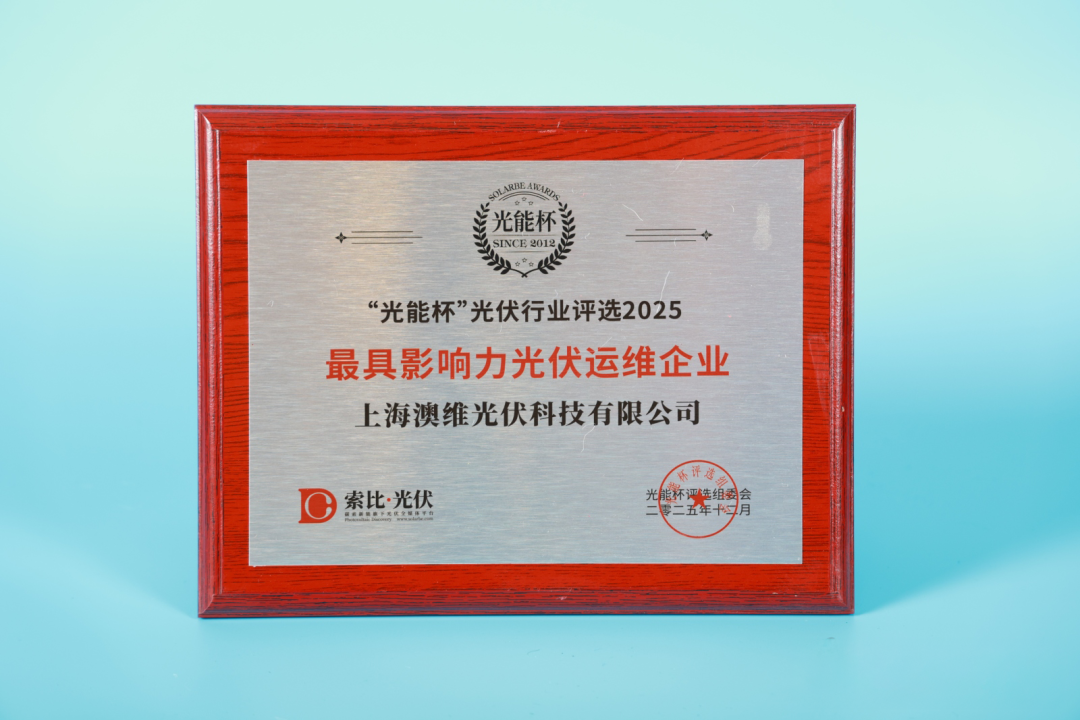 SOLARBE AWARDS
光能杯
SINCE 2012
“光能杯”光伏行业评选2025
最具影响力光伏运维企业
上海澳维光伏科技有限公司
索比·光伏
www.solarbe.com
光能杯评选组委会
二零二五年十二月